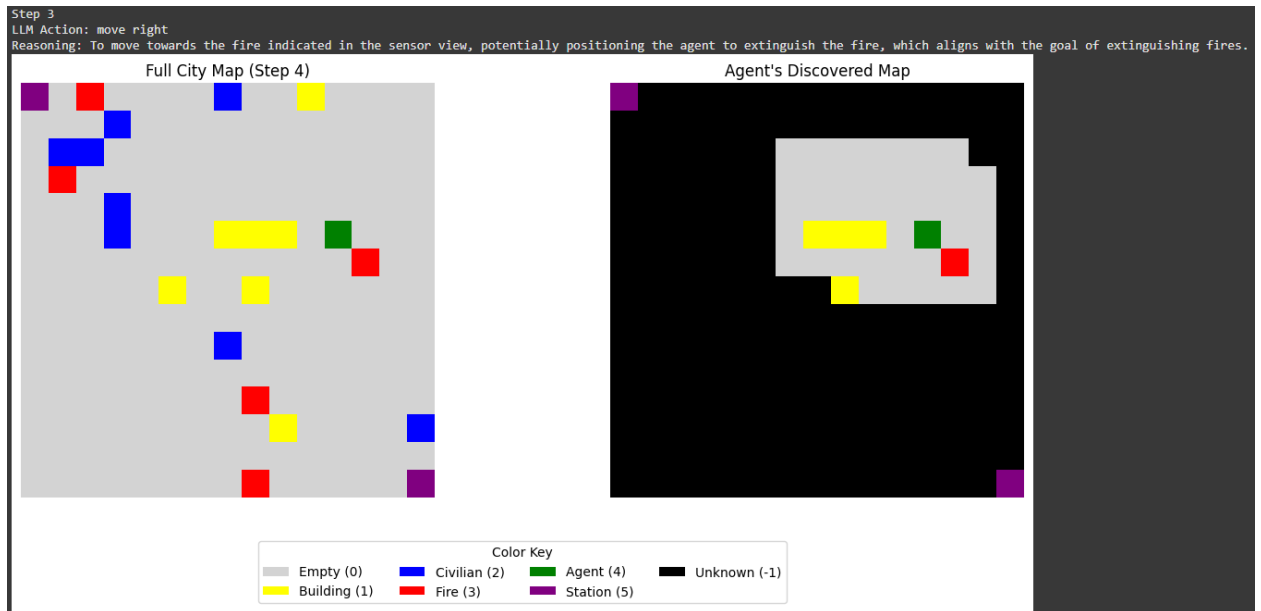 Step 3
LLM Action: move right
Reasoning: To move towards the fire indicated in the sensor view, potentially positioning the agent to extinguish the fire, which aligns with the goal of extinguishing fires.
Full City Map (Step 4)
Agent's Discovered Map
Color Key
Empty (0)
Civilian (2)
Agent (4)
Unknown (-1)
Building (1)
Fire (3)
Station (5)